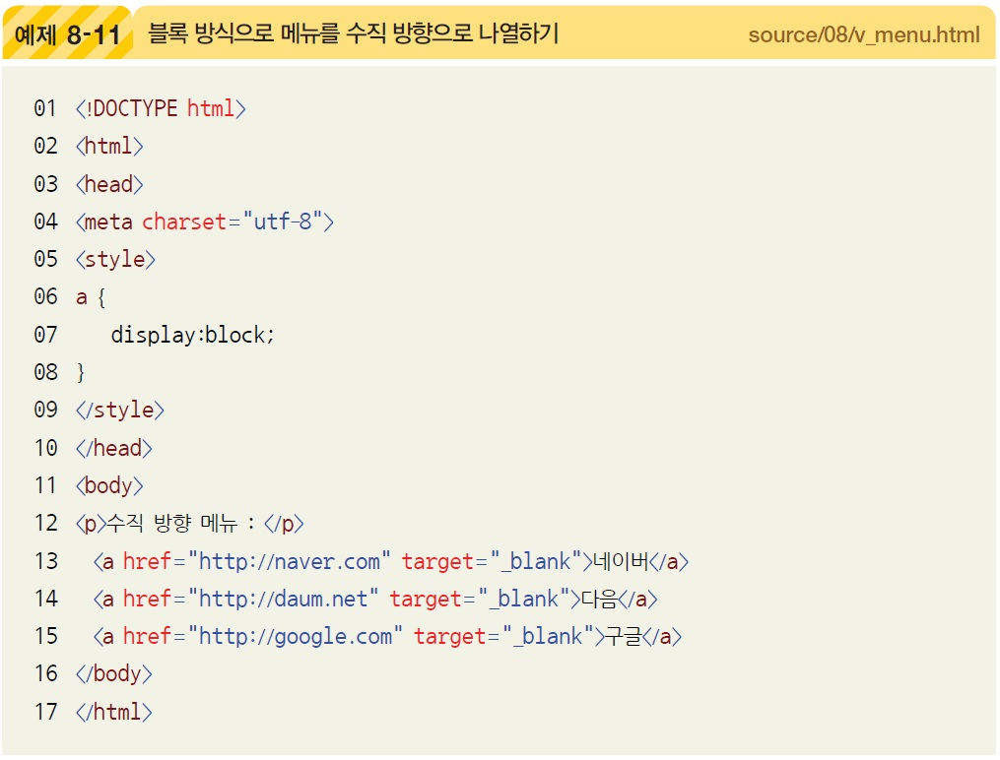 예제 8-11 블록 방식으로 메뉴를 수직 방향으로 나열하기 source/08/v_menu.html
01 <!DOCTYPE html>
02 <html>
03 <head>
04 <meta charset="utf-8">
05 <style>
06 a {
07    display:block;
08 }
09 </style>
10 </head>
11 <body>
12 <p>수직 방향 메뉴 : </p>
13  <a href="http://naver.com" target="_blank">네이버</a>
14  <a href="http://daum.net" target="_blank">다음</a>
15  <a href="http://google.com" target="_blank">구글</a>
16 </body>
17 </html>